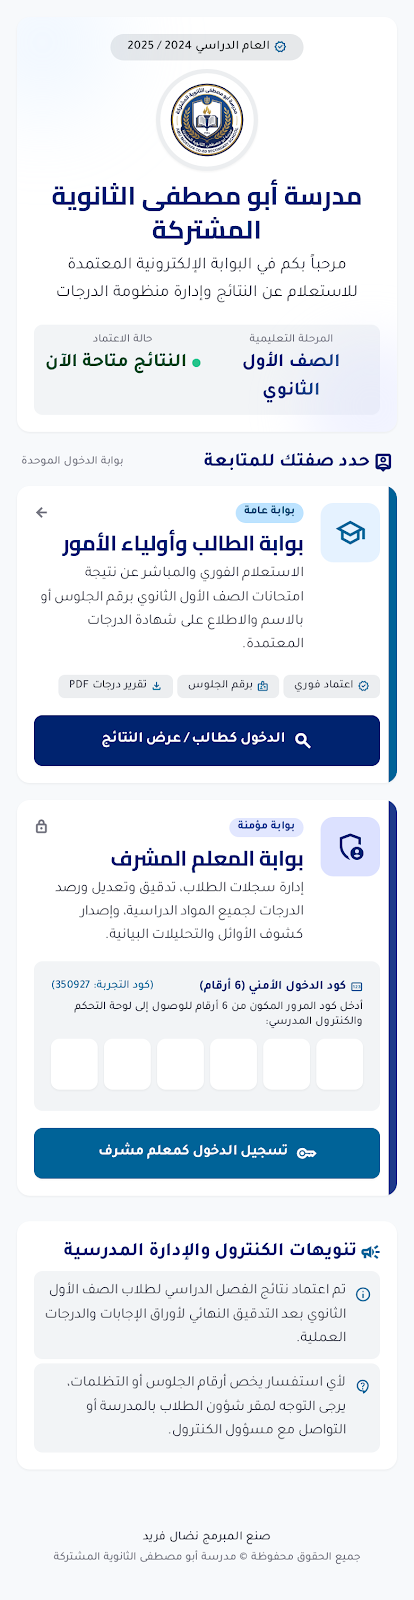 العام الدراسي 2024 / 2025
مدرسة أبو مصطفى الثانوية
المشتركة
مرحباً بكم في البوابة الإلكترونية المعتمدة
للاستعلام عن النتائج وإدارة منظومة الدرجات
المرحلة التعليمية
الصف الأول
الثانوي
حالة الاعتماد
النتائج متاحة الآن
حدد صفتك للمتابعة
بوابة الدخول الموحدة
بوابة عامة
بوابة الطالب وأولياء الأمور
الاستعلام الفوري والمباشر عن نتيجة
امتحانات الصف الأول الثانوي برقم الجلوس أو
بالاسم والاطلاع على شهادة الدرجات
المعتمدة.
اعتماد فوري
برقم الجلوس
تقرير درجات PDF
الدخول كطالب / عرض النتائج
بوابة مؤمنة
بوابة المعلم المشرف
إدارة سجلات الطلاب، تدقيق وتعديل ورصد
الدرجات لجميع المواد الدراسية، وإصدار
كشوف الأوائل والتحليلات البيانية.
كود الدخول الأمني (6 أرقام)
(كود التجربة: 350927)
أدخل كود المرور المكون من 6 أرقام للوصول إلى لوحة التحكم
والكنترول المدرسي:
تسجيل الدخول كمعلم مشرف
تنويهات الكنترول والإدارة المدرسية
تم اعتماد نتائج الفصل الدراسي لطلاب الصف الأول
الثانوي بعد التدقيق النهائي لأوراق الإجابات والدرجات
العملية.
لأي استفسار يخص أرقام الجلوس أو التظلمات،
يرجى التوجه لمقر شؤون الطلاب بالمدرسة أو
التواصل مع مسؤول الكنترول.
صنع المبرمج نضال فريد
جميع الحقوق محفوظة © مدرسة أبو مصطفى الثانوية المشتركة